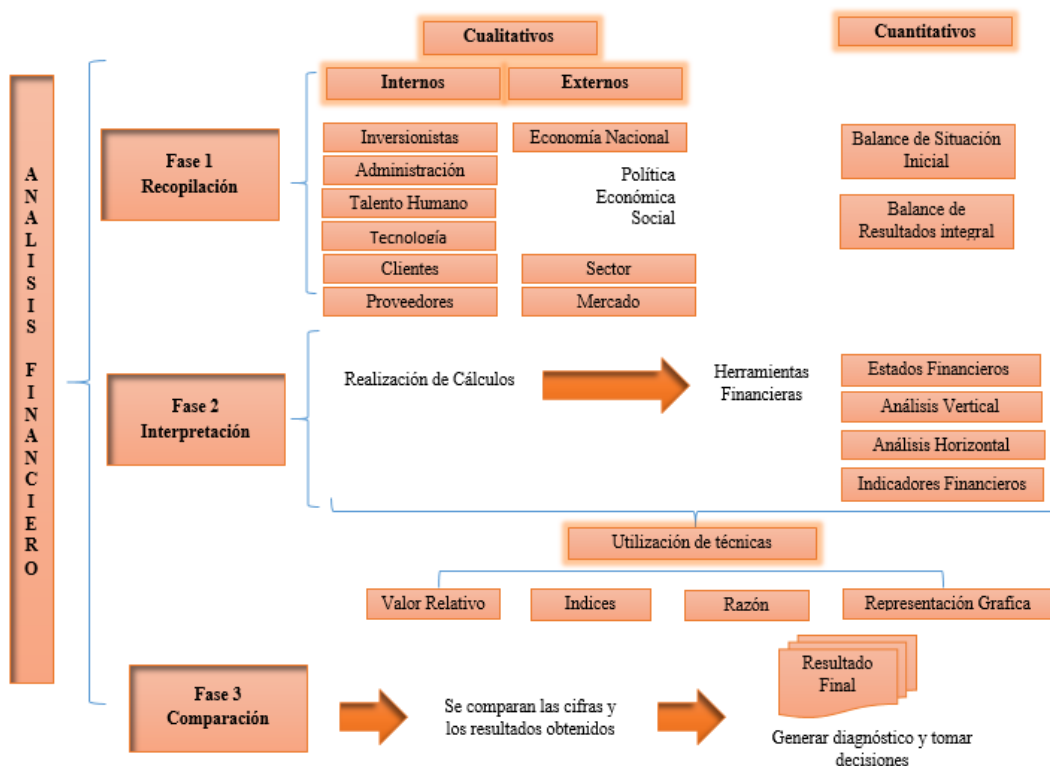 ANALISIS FINANCIERO
Cualitativos
Cuantitativos
Internos
Externos
Fase 1
Recopilación
Inversionistas
Administración
Talento Humano
Tecnología
Clientes
Proveedores
Economía Nacional
Política
Económica
Social
Sector
Mercado
Balance de Situación
Inicial
Balance de
Resultados integral
Fase 2
Interpretación
Realización de Cálculos
Herramientas
Financieras
Estados Financieros
Análisis Vertical
Análisis Horizontal
Indicadores Financieros
Utilización de técnicas
Valor Relativo
Indices
Razón
Representación Grafica
Fase 3
Comparación
Se comparan las cifras y
los resultados obtenidos
Resultado
Final
Generar diagnóstico y tomar
decisiones